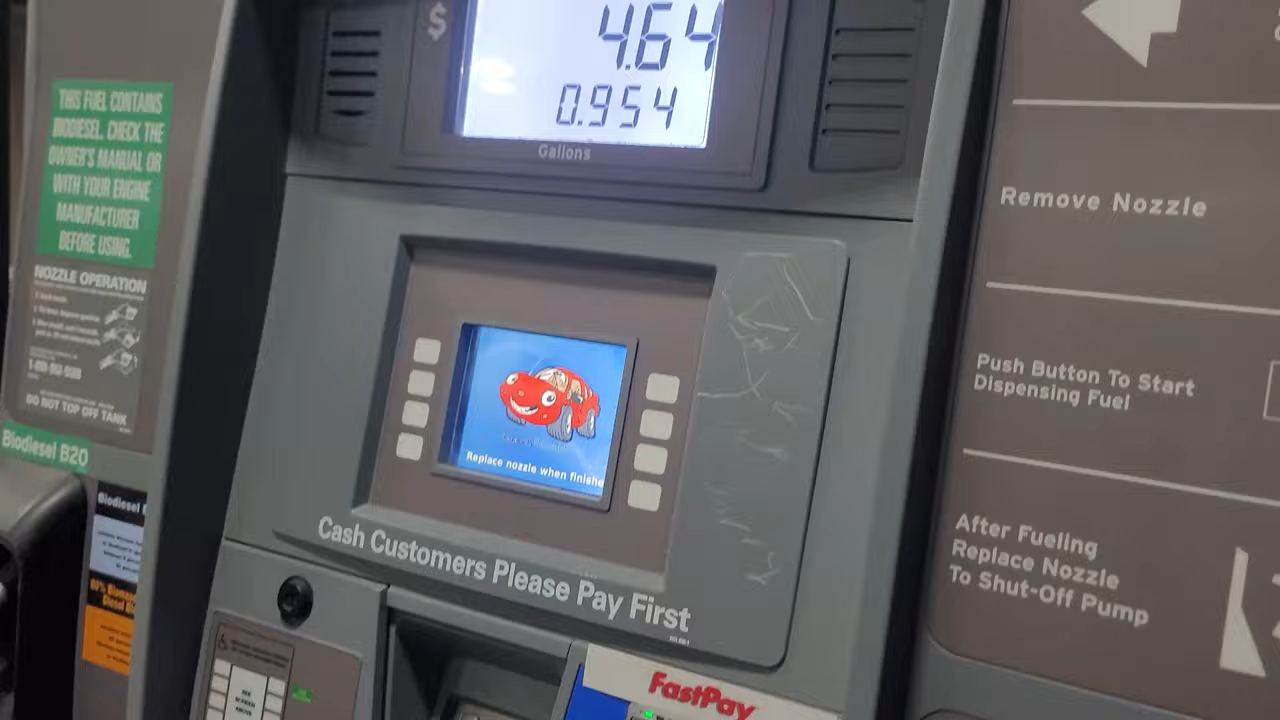 $
4.64
0.954
Gallons
THIS FUEL CONTAINS
BIODIESEL. CHECK THE
OWNER'S MANUAL OR
WITH YOUR ENGINE
MANUFACTURER
BEFORE USING.
NOZZLE OPERATION
DO NOT TOP OFF TANK
Biodiesel B20
Biodiesel
Replace nozzle when finishe
Cash Customers Please Pay First
FastPay
Remove Nozzle
Push Button To Start
Dispensing Fuel
After Fueling
Replace Nozzle
To Shut-Off Pump